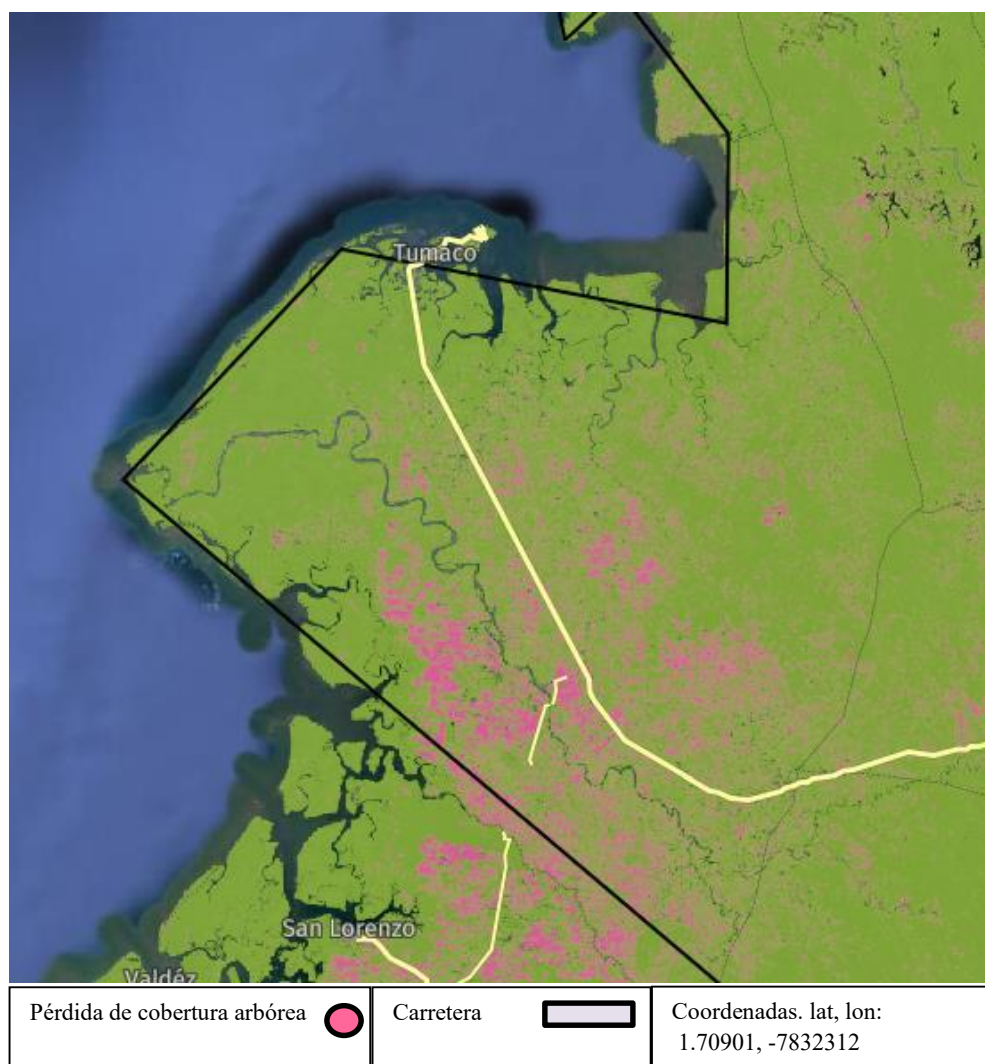 Tumaco
San Lorenzo
Valdéz
Pérdida de cobertura arbórea
Carretera
Coordenadas. lat, lon:
1.70901, -7832312